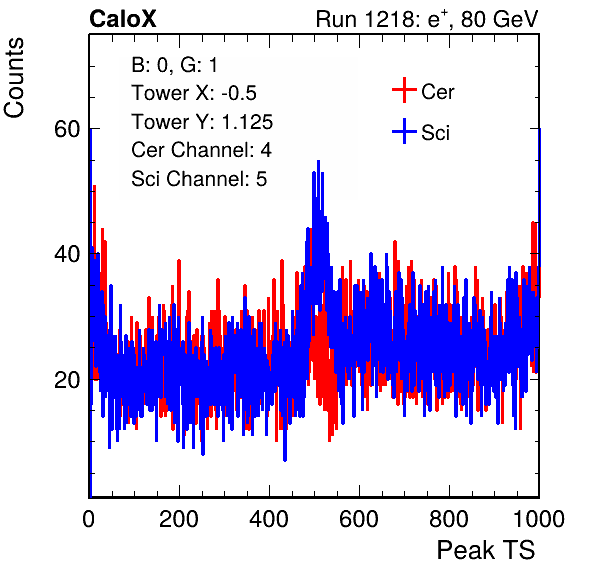 CaloX Run 1218: e⁺, 80 GeV
Counts
B: 0, G: 1
Tower X: -0.5
Tower Y: 1.125
Cer Channel: 4
Sci Channel: 5
Cer
Sci
60
40
20
0 200 400 600 800 1000
Peak TS